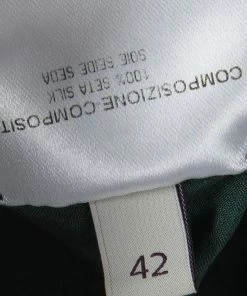 COMPOSIZIONE-COMPOSIT
100% SETA SILK
SOIE SEIDE SEDA
42